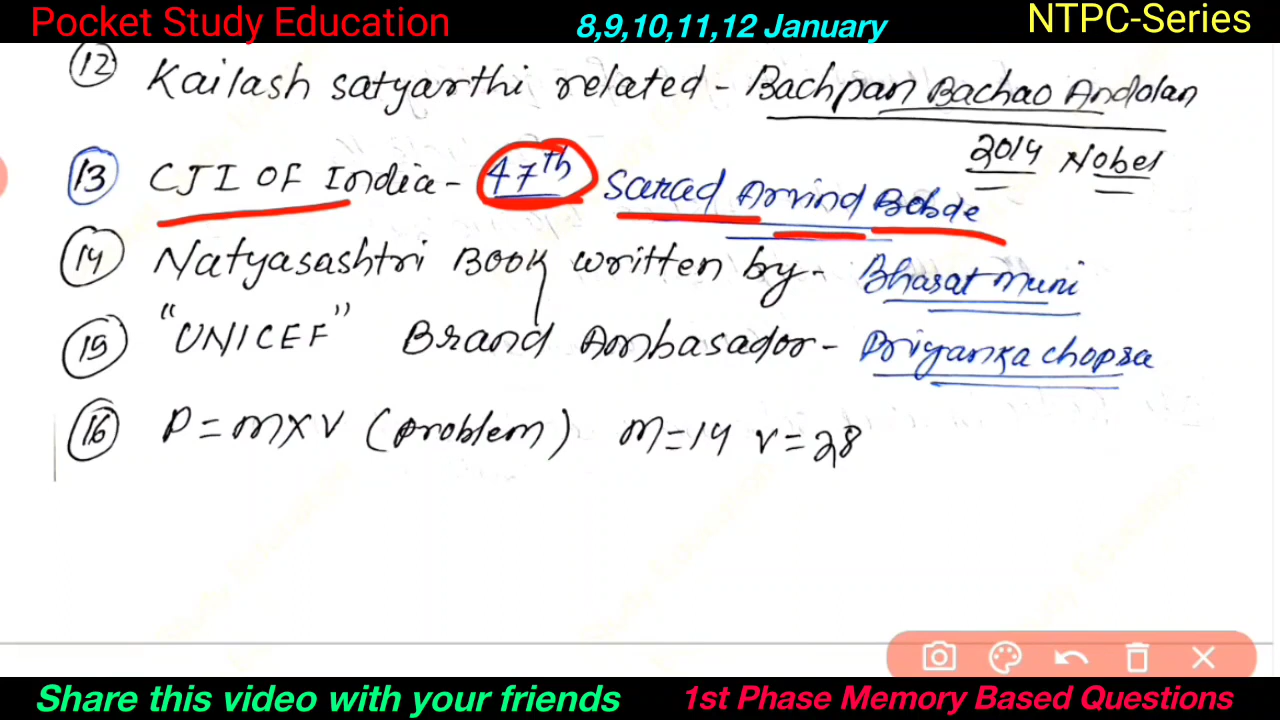 Pocket Study Education
8,9,10,11,12 January
NTPC-Series
12 Kailash satyarthi related - Bachpan Bachao Andolan
2014 Nobel
13 CJI OF India - 47th Sarad Arvind Bobde
14 Natyasashtri Book written by - Bharat muni
15 "UNICEF" Brand Ambasador - Priyanka chopra
16 P = m x v (problem) m = 14 v = 28
Share this video with your friends
1st Phase Memory Based Questions